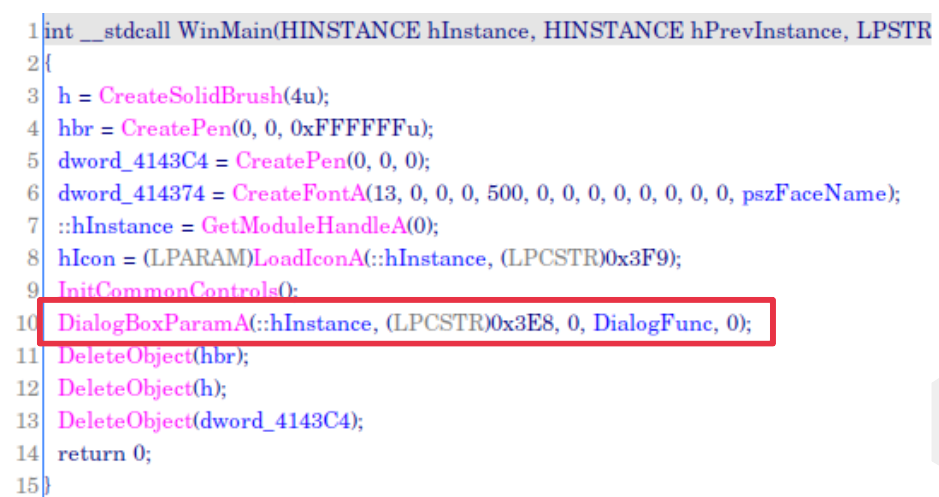 1 int __stdcall WinMain(HINSTANCE hInstance, HINSTANCE hPrevInstance, LPSTR
2 {
3 h = CreateSolidBrush(4u);
4 hbr = CreatePen(0, 0, 0xFFFFFFu);
5 dword_4143C4 = CreatePen(0, 0, 0);
6 dword_414374 = CreateFontA(13, 0, 0, 0, 500, 0, 0, 0, 0, 0, 0, 0, 0, pszFaceName);
7 ::hInstance = GetModuleHandleA(0);
8 hIcon = (LPARAM)LoadIconA(::hInstance, (LPCSTR)0x3F9);
9 InitCommonControls();
10 DialogBoxParamA(::hInstance, (LPCSTR)0x3E8, 0, DialogFunc, 0);
11 DeleteObject(hbr);
12 DeleteObject(h);
13 DeleteObject(dword_4143C4);
14 return 0;
15 }